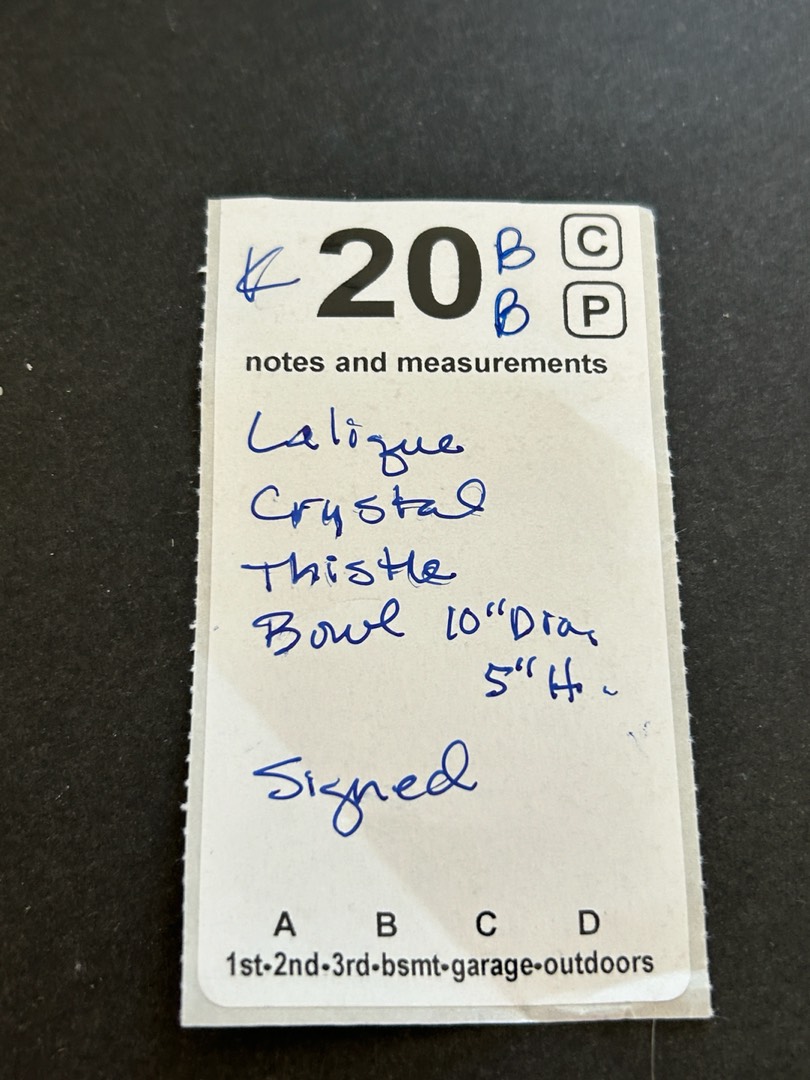 K 20 B C
B P
notes and measurements
Lalique
Crystal
Thistle
Bowl 10" Dia.
5" H.
Signed
A B C D
1st-2nd-3rd-bsmt-garage-outdoors